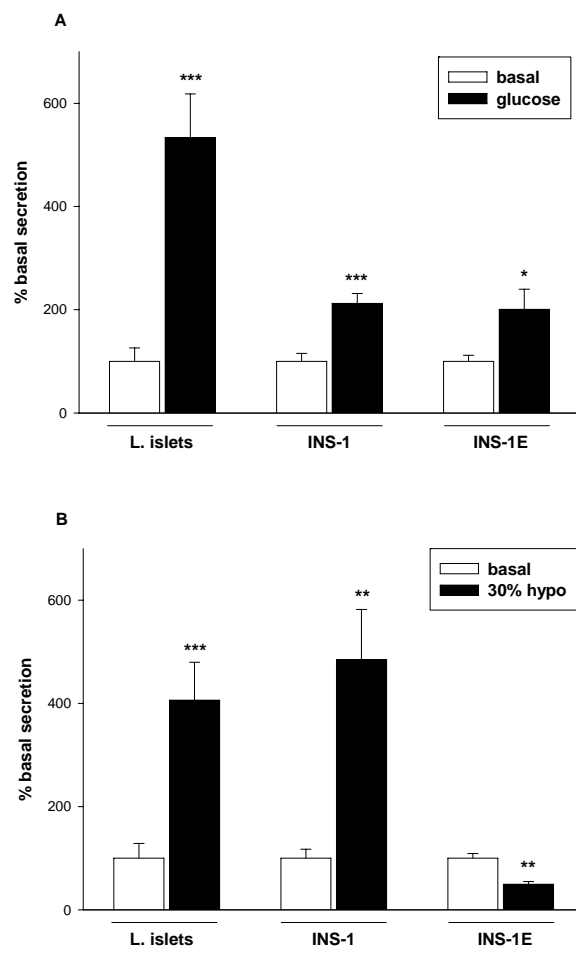 A
basal
glucose
% basal secretion
600
400
200
0
***
***
*
L. islets
INS-1
INS-1E
B
basal
30% hypo
% basal secretion
600
400
200
0
***
**
**
L. islets
INS-1
INS-1E